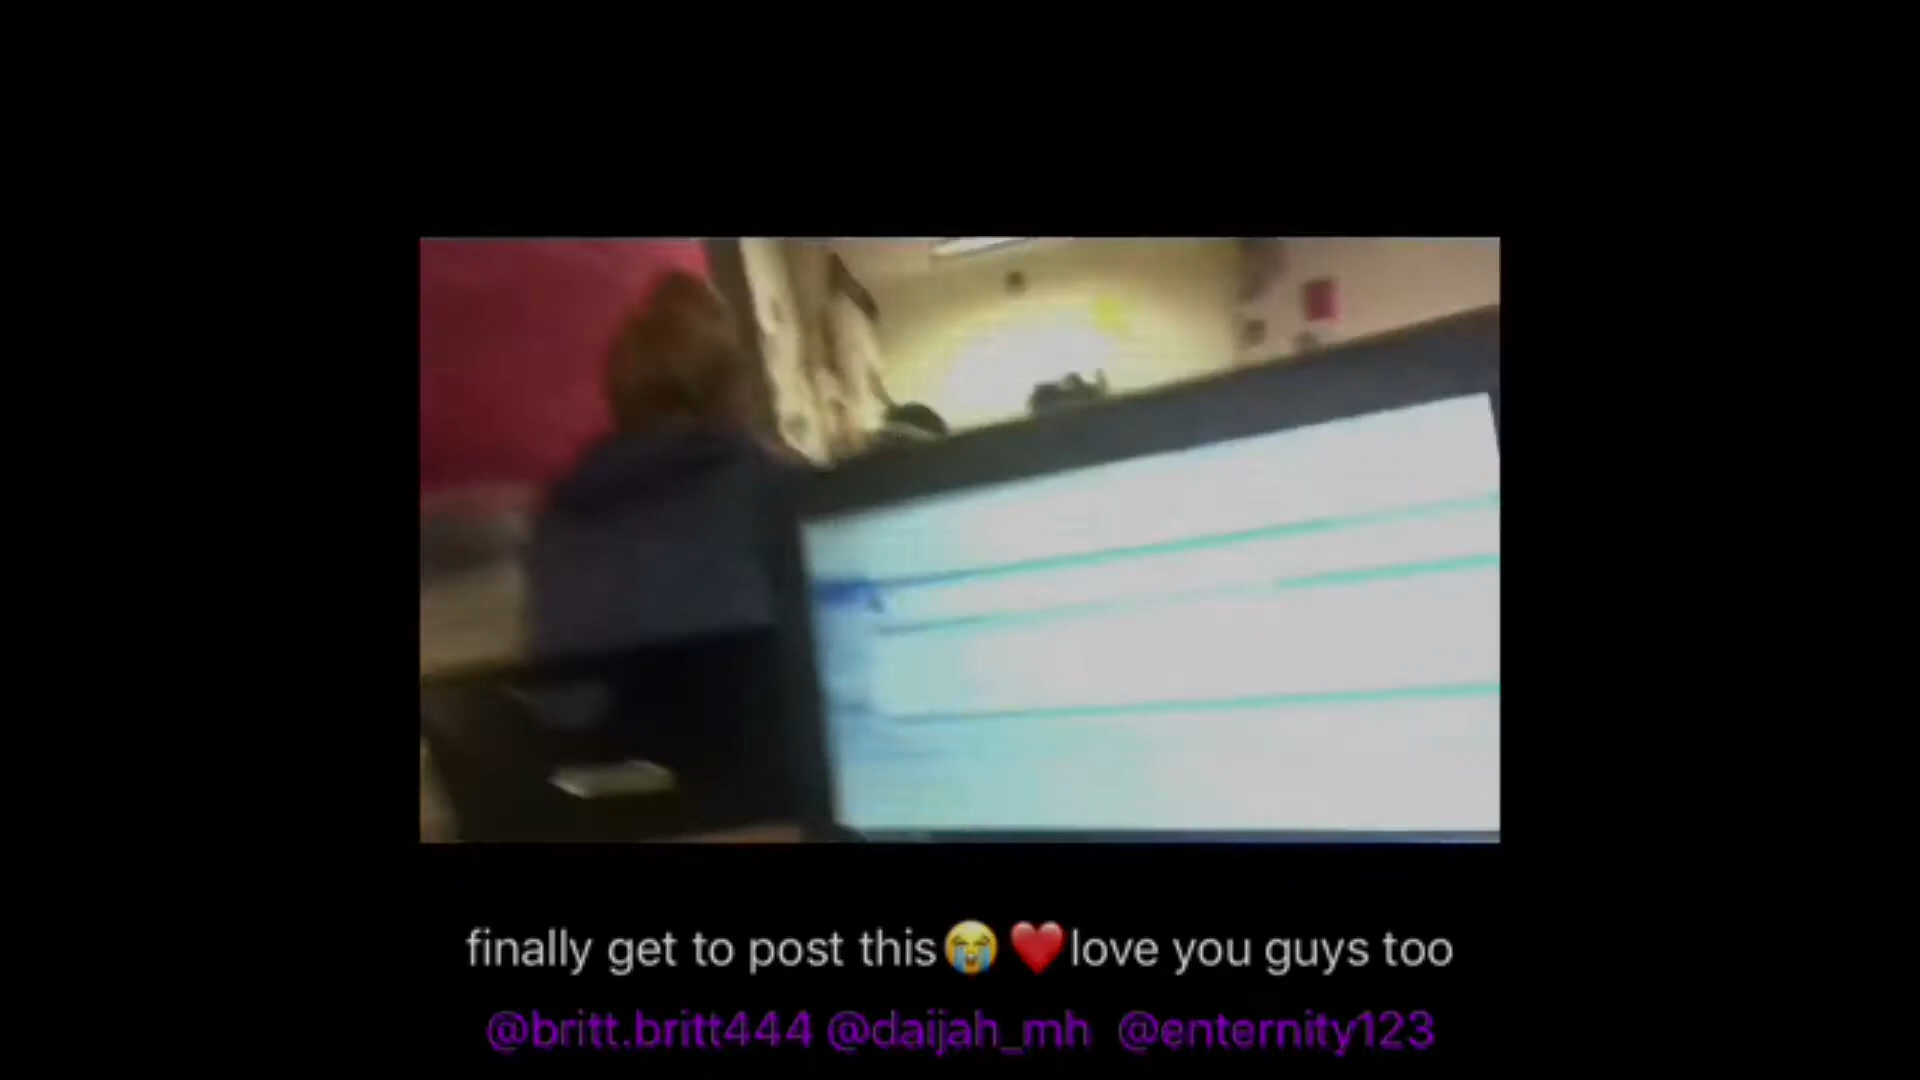 finally get to post this😭❤️love you guys too
@britt.britt444 @daijah_mh @enternity123